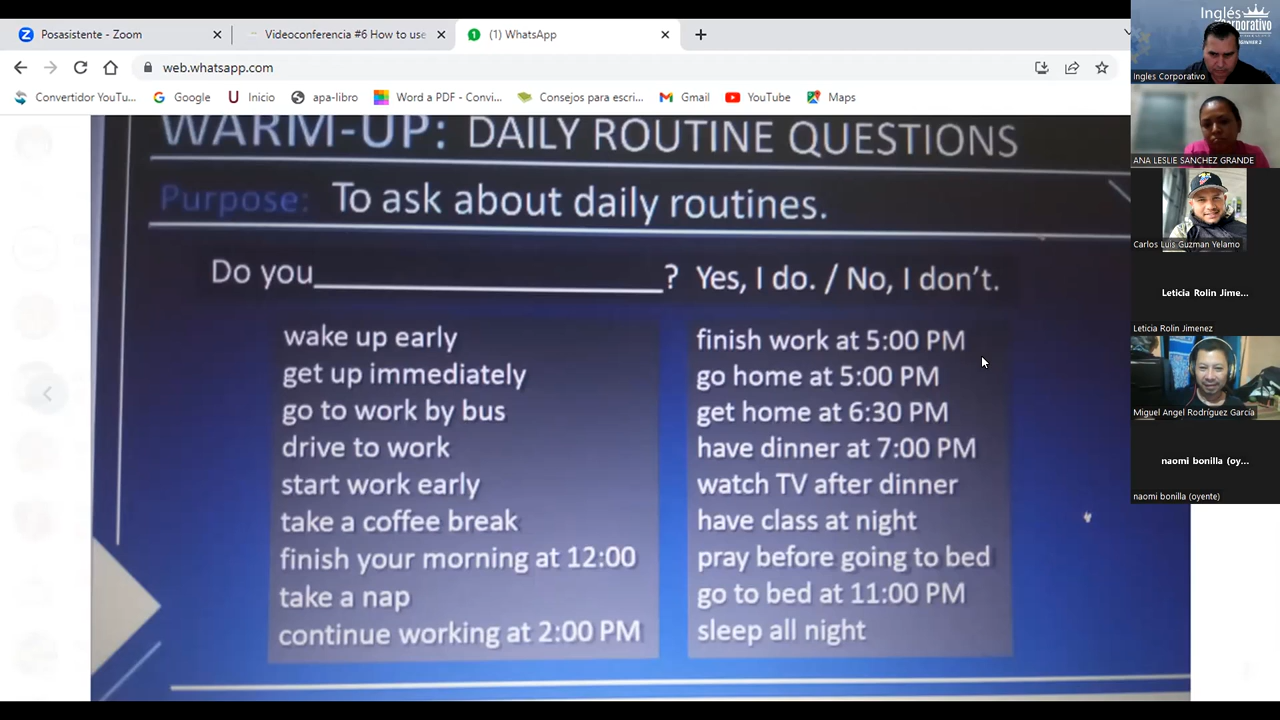 Posasistente - Zoom
Videoconferencia #6 How to use
(1) WhatsApp
web.whatsapp.com
Convertidor YouTu...
Google
Inicio
apa-libro
Word a PDF - Convi...
Consejos para escri...
Gmail
YouTube
Maps
WARM-UP: DAILY ROUTINE QUESTIONS
Purpose: To ask about daily routines.
Do you____________________? Yes, I do. / No, I don't.
wake up early
get up immediately
go to work by bus
drive to work
start work early
take a coffee break
finish your morning at 12:00
take a nap
continue working at 2:00 PM
finish work at 5:00 PM
go home at 5:00 PM
get home at 6:30 PM
have dinner at 7:00 PM
watch TV after dinner
have class at night
pray before going to bed
go to bed at 11:00 PM
sleep all night
Inglés
Corporativo
Ingles Corporativo
ANA LESLIE SANCHEZ GRANDE
Carlos Luis Guzman Yelamo
Leticia Rolin Jime...
Leticia Rolin Jimenez
Miguel Angel Rodríguez García
naomi bonilla (oy...
naomi bonilla (oyente)